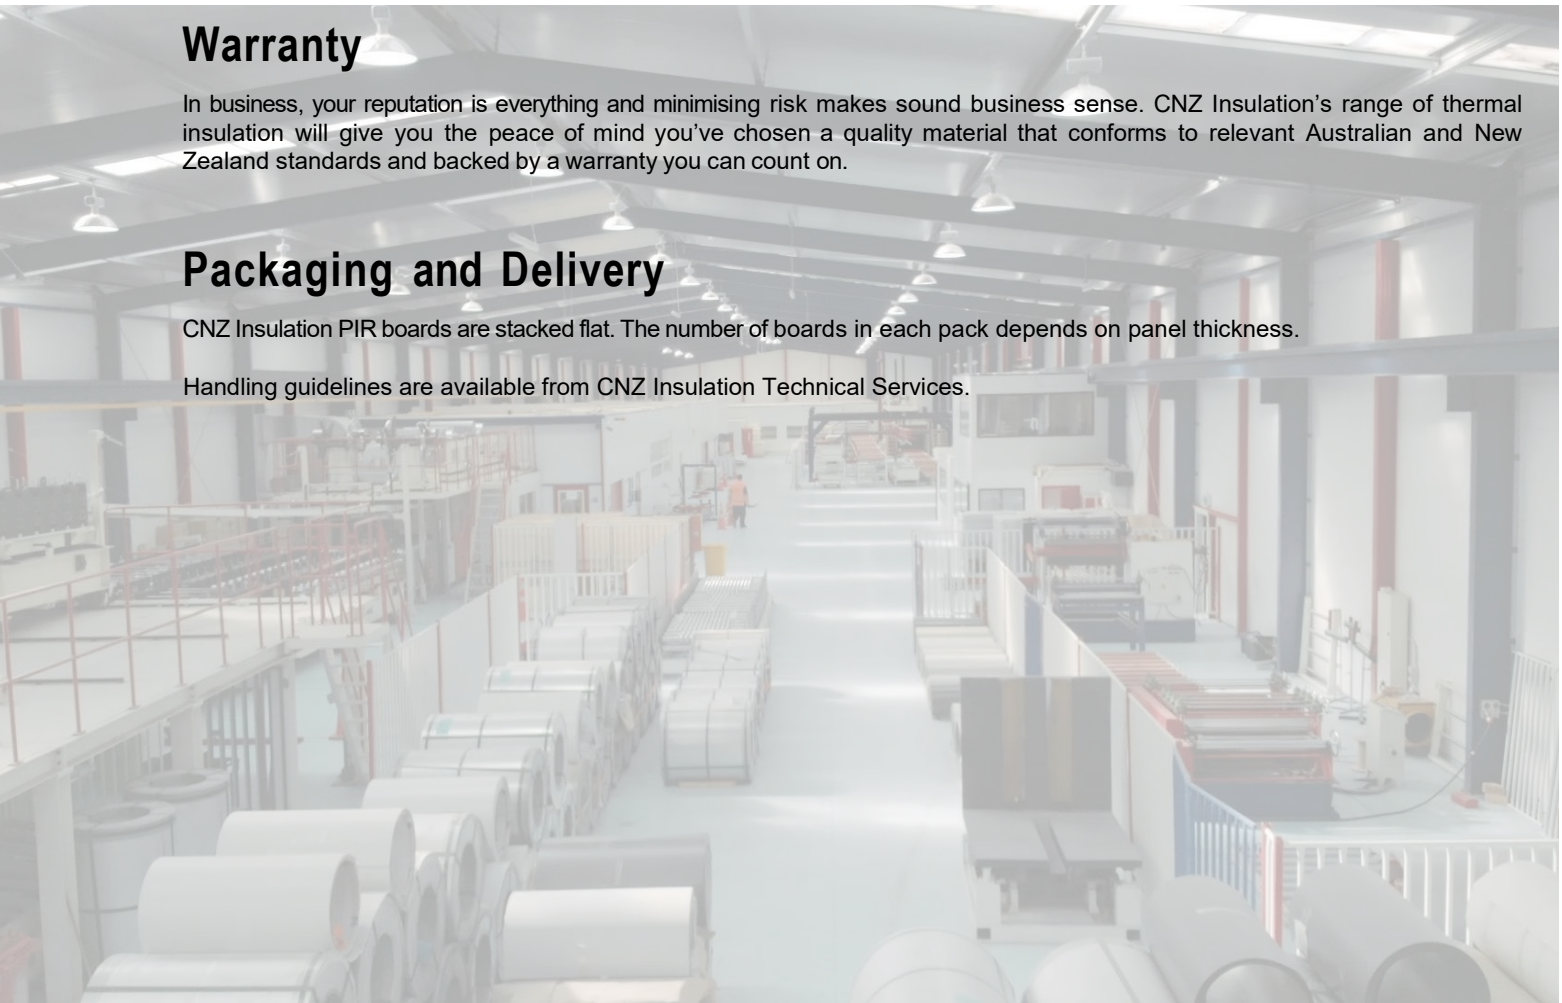 Warranty
In business, your reputation is everything and minimising risk makes sound business sense. CNZ Insulation’s range of thermal
insulation will give you the peace of mind you’ve chosen a quality material that conforms to relevant Australian and New
Zealand standards and backed by a warranty you can count on.
Packaging and Delivery
CNZ Insulation PIR boards are stacked flat. The number of boards in each pack depends on panel thickness.
Handling guidelines are available from CNZ Insulation Technical Services.